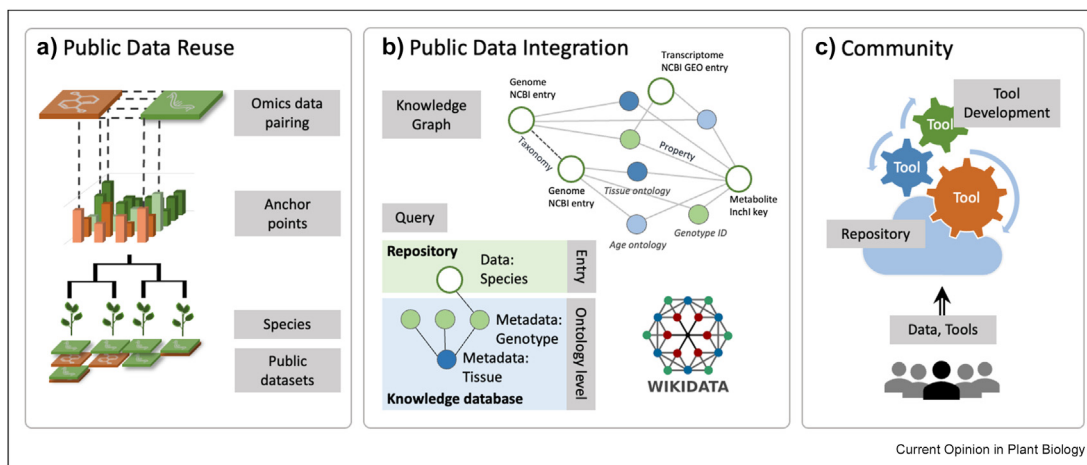 a) Public Data Reuse
Omics data
pairing
Anchor
points
Species
Public
datasets
b) Public Data Integration
Knowledge
Graph
Genome
NCBI entry
Transcriptome
NCBI GEO entry
Taxonomy
Property
Genome
NCBI entry
Tissue ontology
Metabolite
InchI key
Age ontology
Genotype ID
Query
Repository
Data:
Species
Entry
Metadata:
Genotype
Metadata:
Tissue
Ontology level
Knowledge database
WIKIDATA
c) Community
Tool
Development
Tool
Tool
Tool
Repository
Data, Tools
Current Opinion in Plant Biology